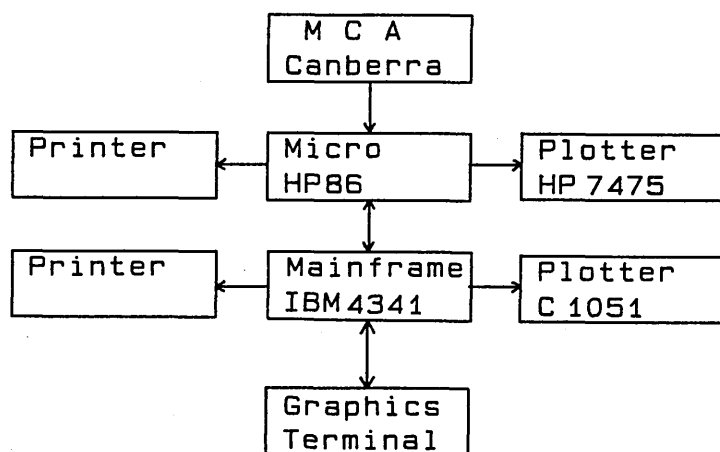 M C A
Canberra
Printer
Micro
HP86
Plotter
HP 7475
Printer
Mainframe
IBM 4341
Plotter
C 1051
Graphics
Terminal